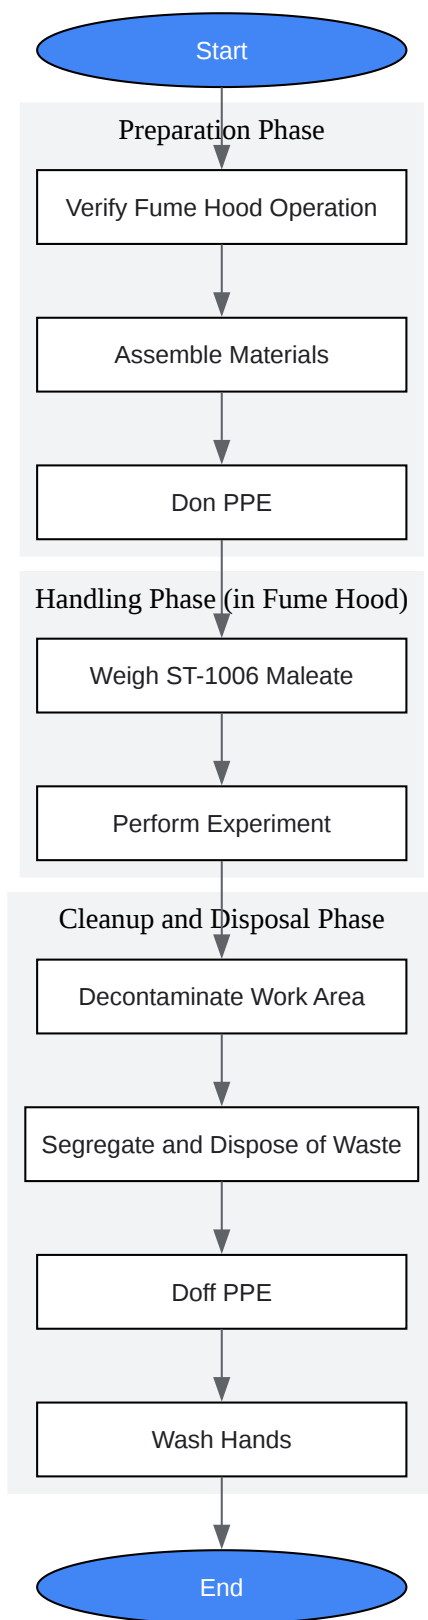 Start
Preparation Phase
Verify Fume Hood Operation
Assemble Materials
Don PPE
Handling Phase (in Fume Hood)
Weigh ST-1006 Maleate
Perform Experiment
Cleanup and Disposal Phase
Decontaminate Work Area
Segregate and Dispose of Waste
Doff PPE
Wash Hands
End